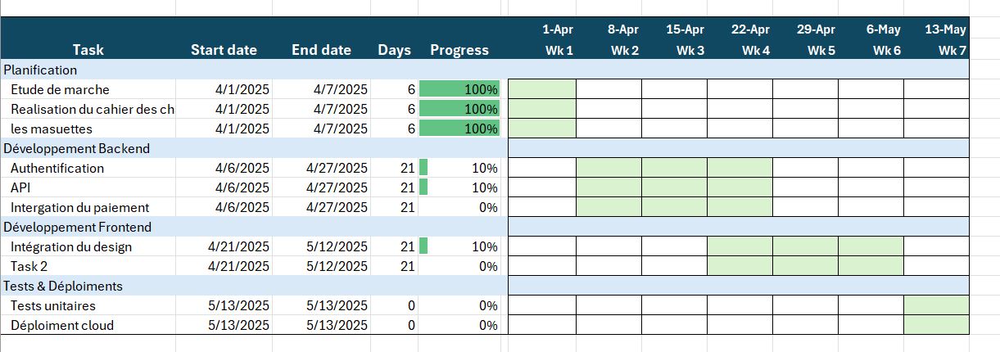 1-Apr 8-Apr 15-Apr 22-Apr 29-Apr 6-May 13-May
Task Start date End date Days Progress Wk 1 Wk 2 Wk 3 Wk 4 Wk 5 Wk 6 Wk 7
Planification
Etude de marche 4/1/2025 4/7/2025 6 100%
Realisation du cahier des ch 4/1/2025 4/7/2025 6 100%
les masuettes 4/1/2025 4/7/2025 6 100%
Développement Backend
Authentification 4/6/2025 4/27/2025 21 10%
API 4/6/2025 4/27/2025 21 10%
Intergation du paiement 4/6/2025 4/27/2025 21 0%
Développement Frontend
Intégration du design 4/21/2025 5/12/2025 21 10%
Task 2 4/21/2025 5/12/2025 21 0%
Tests & Déploiments
Tests unitaires 5/13/2025 5/13/2025 0 0%
Déploiment cloud 5/13/2025 5/13/2025 0 0%